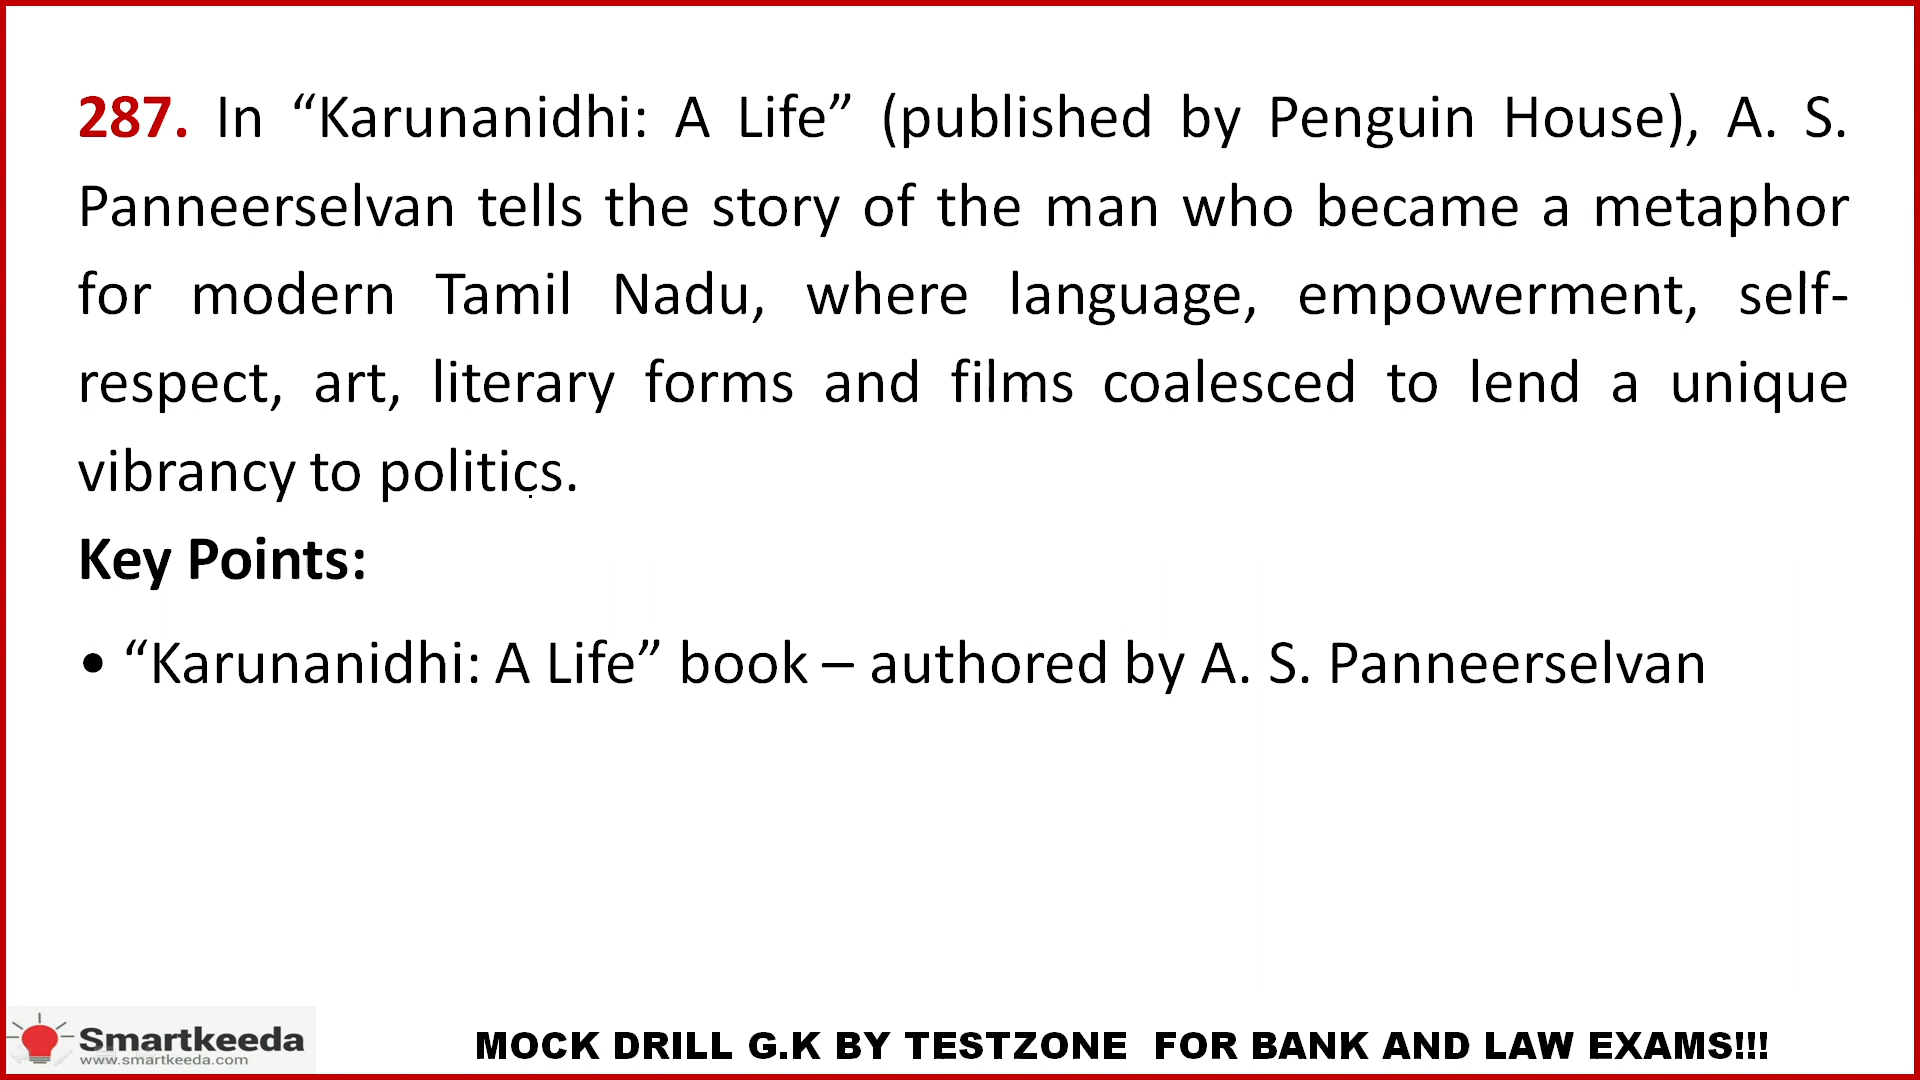 287. In “Karunanidhi: A Life” (published by Penguin House), A. S.
Panneerselvan tells the story of the man who became a metaphor
for modern Tamil Nadu, where language, empowerment, self-
respect, art, literary forms and films coalesced to lend a unique
vibrancy to politics.
Key Points:
• “Karunanidhi: A Life” book – authored by A. S. Panneerselvan
Smartkeeda
www.smartkeeda.com
MOCK DRILL G.K BY TESTZONE FOR BANK AND LAW EXAMS!!!